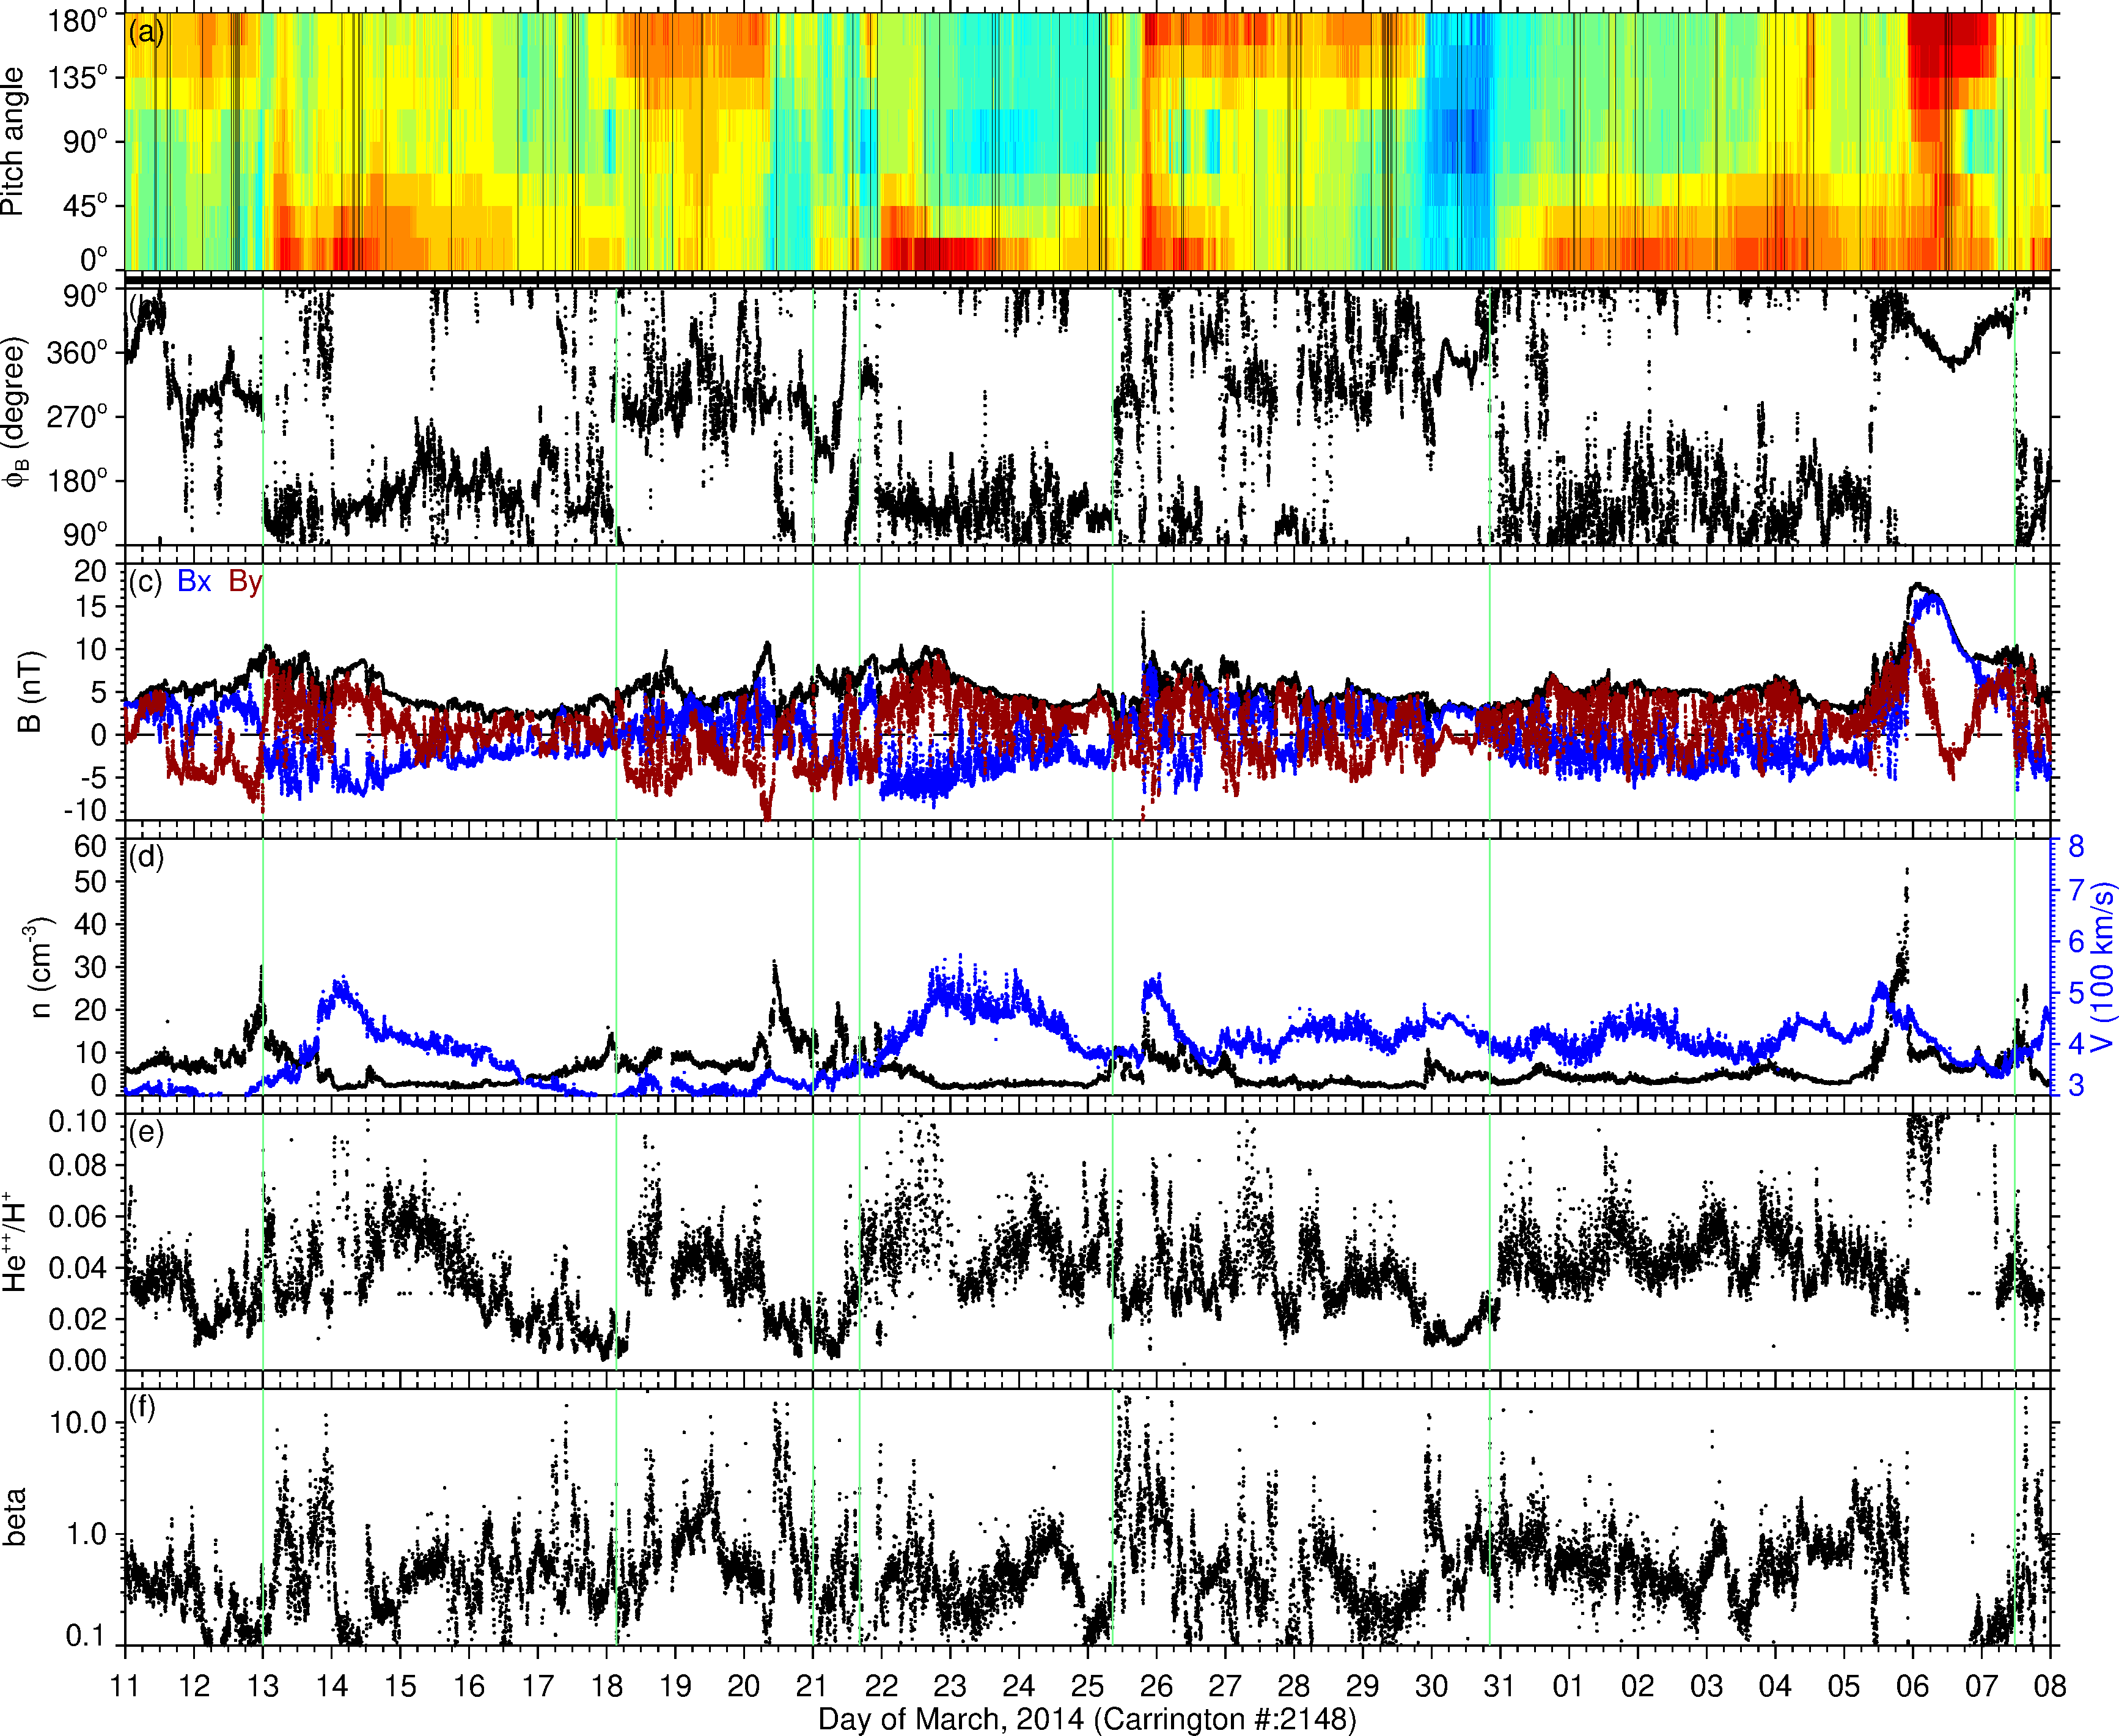 (a)
180°
135°
90°
45°
0°
Pitch angle
90°
360°
270°
180°
90°
ϕB (degree)
(c) Bx By
20
15
10
5
0
-5
-10
B (nT)
(d)
60
50
40
30
20
10
0
n (cm-3)
8
7
6
5
4
3
V (100 km/s)
(e)
0.10
0.08
0.06
0.04
0.02
0.00
He++/H+
(f)
10.0
1.0
0.1
beta
11 12 13 14 15 16 17 18 19 20 21 22 23 24 25 26 27 28 29 30 31 01 02 03 04 05 06 07 08
Day of March, 2014 (Carrington #:2148)